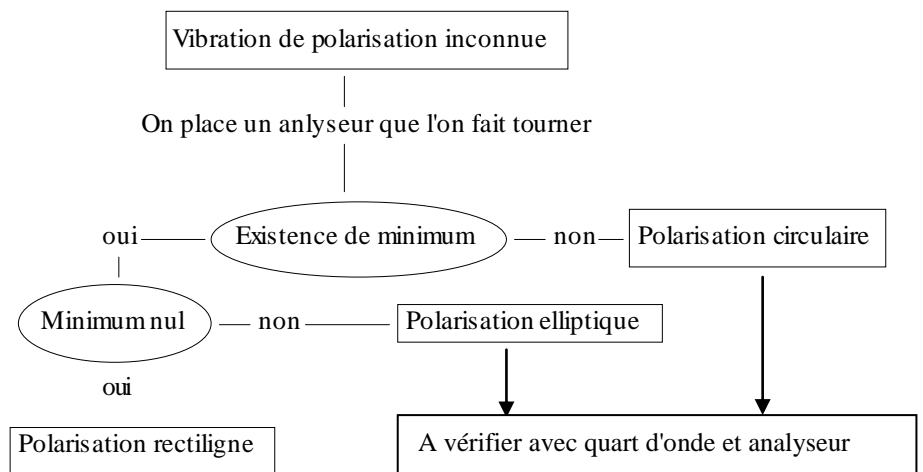 Vibration de polarisation inconnue
On place un anlyseur que l'on fait tourner
oui
Existence de minimum
non
Polarisation circulaire
Minimum nul
non
Polarisation elliptique
oui
Polarisation rectiligne
A vérifier avec quart d'onde et analyseur